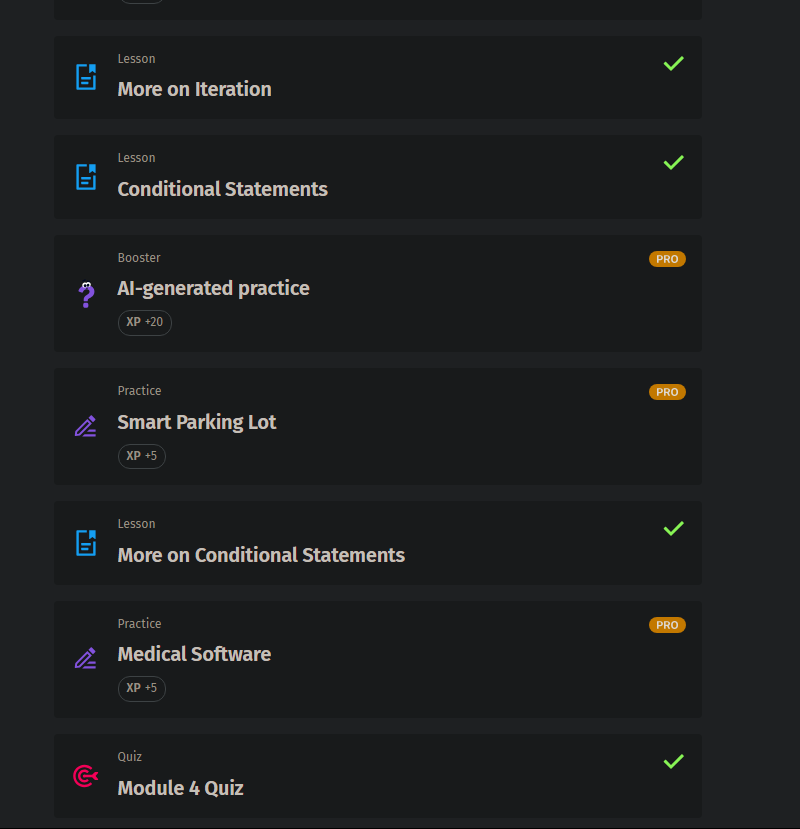 Lesson
More on Iteration
Lesson
Conditional Statements
Booster
PRO
AI-generated practice
XP +20
Practice
PRO
Smart Parking Lot
XP +5
Lesson
More on Conditional Statements
Practice
PRO
Medical Software
XP +5
Quiz
Module 4 Quiz